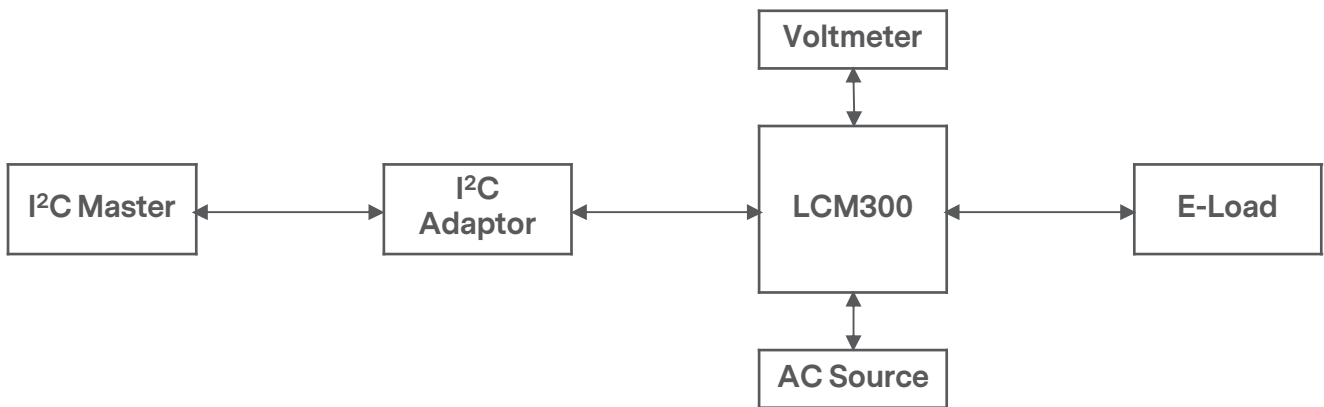 Voltmeter
I²C Master
I²C
Adaptor
LCM300
E-Load
AC Source